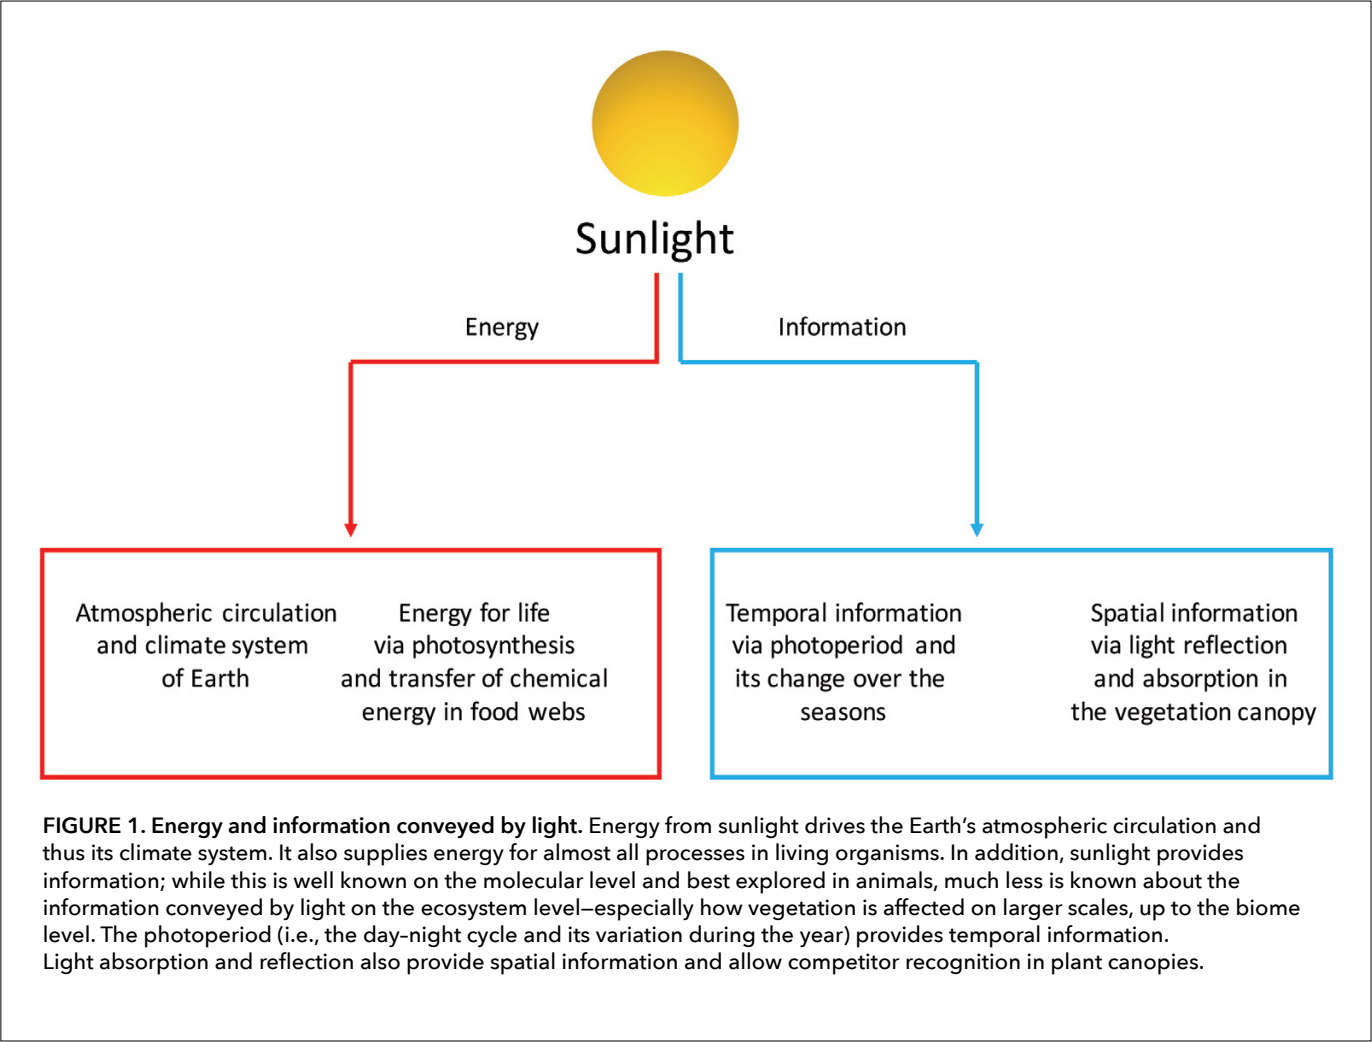 Sunlight
Energy
Information
Atmospheric circulation
and climate system
of Earth
Energy for life
via photosynthesis
and transfer of chemical
energy in food webs
Temporal information
via photoperiod and
its change over the
seasons
Spatial information
via light reflection
and absorption in
the vegetation canopy
FIGURE 1. Energy and information conveyed by light. Energy from sunlight drives the Earth’s atmospheric circulation and
thus its climate system. It also supplies energy for almost all processes in living organisms. In addition, sunlight provides
information; while this is well known on the molecular level and best explored in animals, much less is known about the
information conveyed by light on the ecosystem level—especially how vegetation is affected on larger scales, up to the biome
level. The photoperiod (i.e., the day–night cycle and its variation during the year) provides temporal information.
Light absorption and reflection also provide spatial information and allow competitor recognition in plant canopies.